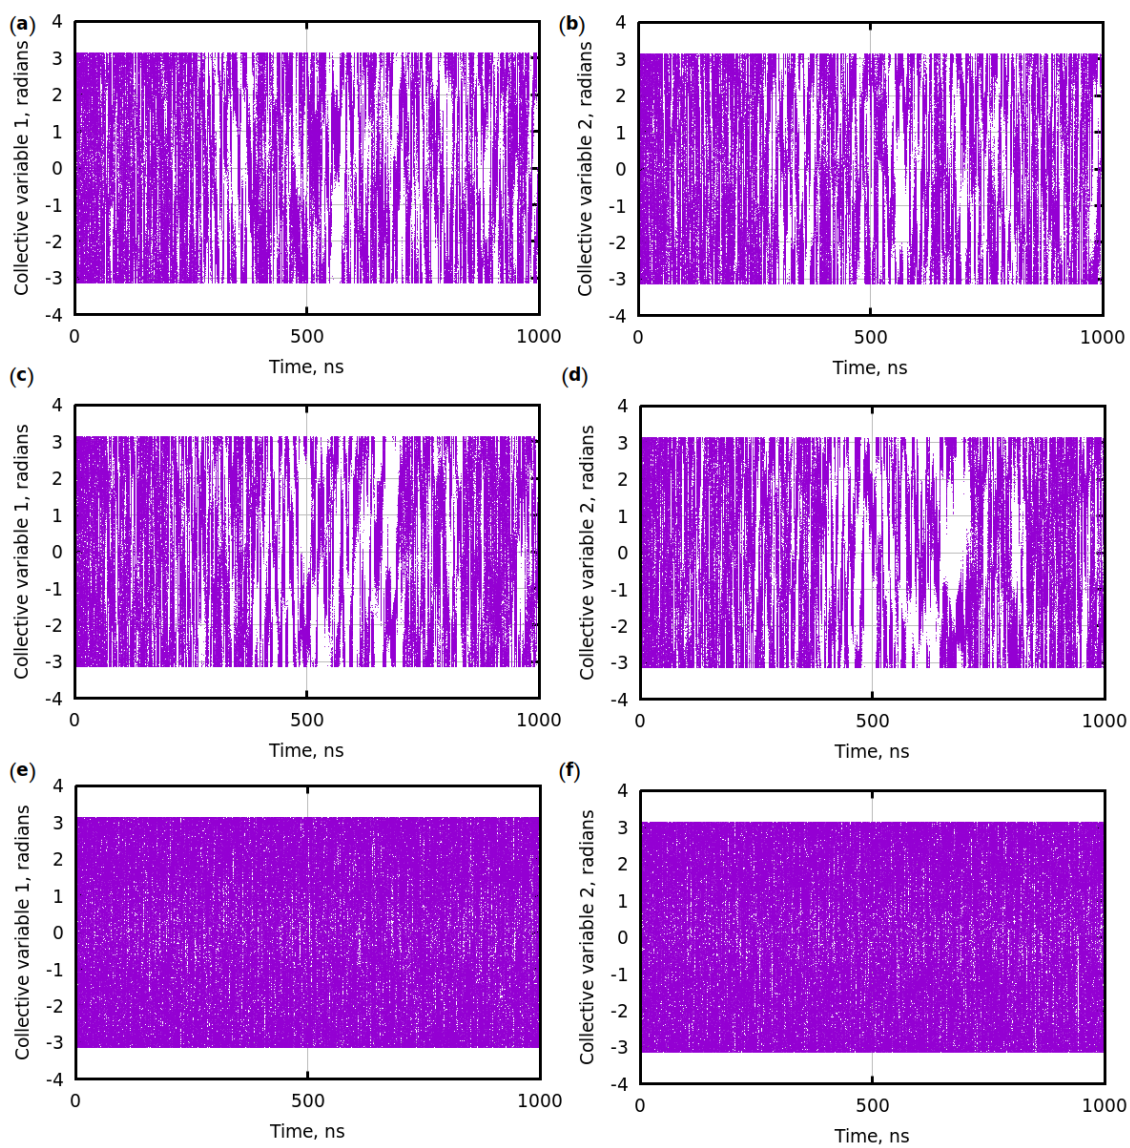 (a)
Collective variable 1, radians
4
3
2
1
0
-1
-2
-3
-4
0 500 1000
Time, ns
(b)
Collective variable 2, radians
4
3
2
1
0
-1
-2
-3
-4
0 500 1000
Time, ns
(c)
Collective variable 1, radians
4
3
2
1
0
-1
-2
-3
-4
0 500 1000
Time, ns
(d)
Collective variable 2, radians
4
3
2
1
0
-1
-2
-3
-4
0 500 1000
Time, ns
(e)
Collective variable 1, radians
4
3
2
1
0
-1
-2
-3
-4
0 500 1000
Time, ns
(f)
Collective variable 2, radians
4
3
2
1
0
-1
-2
-3
-4
0 500 1000
Time, ns